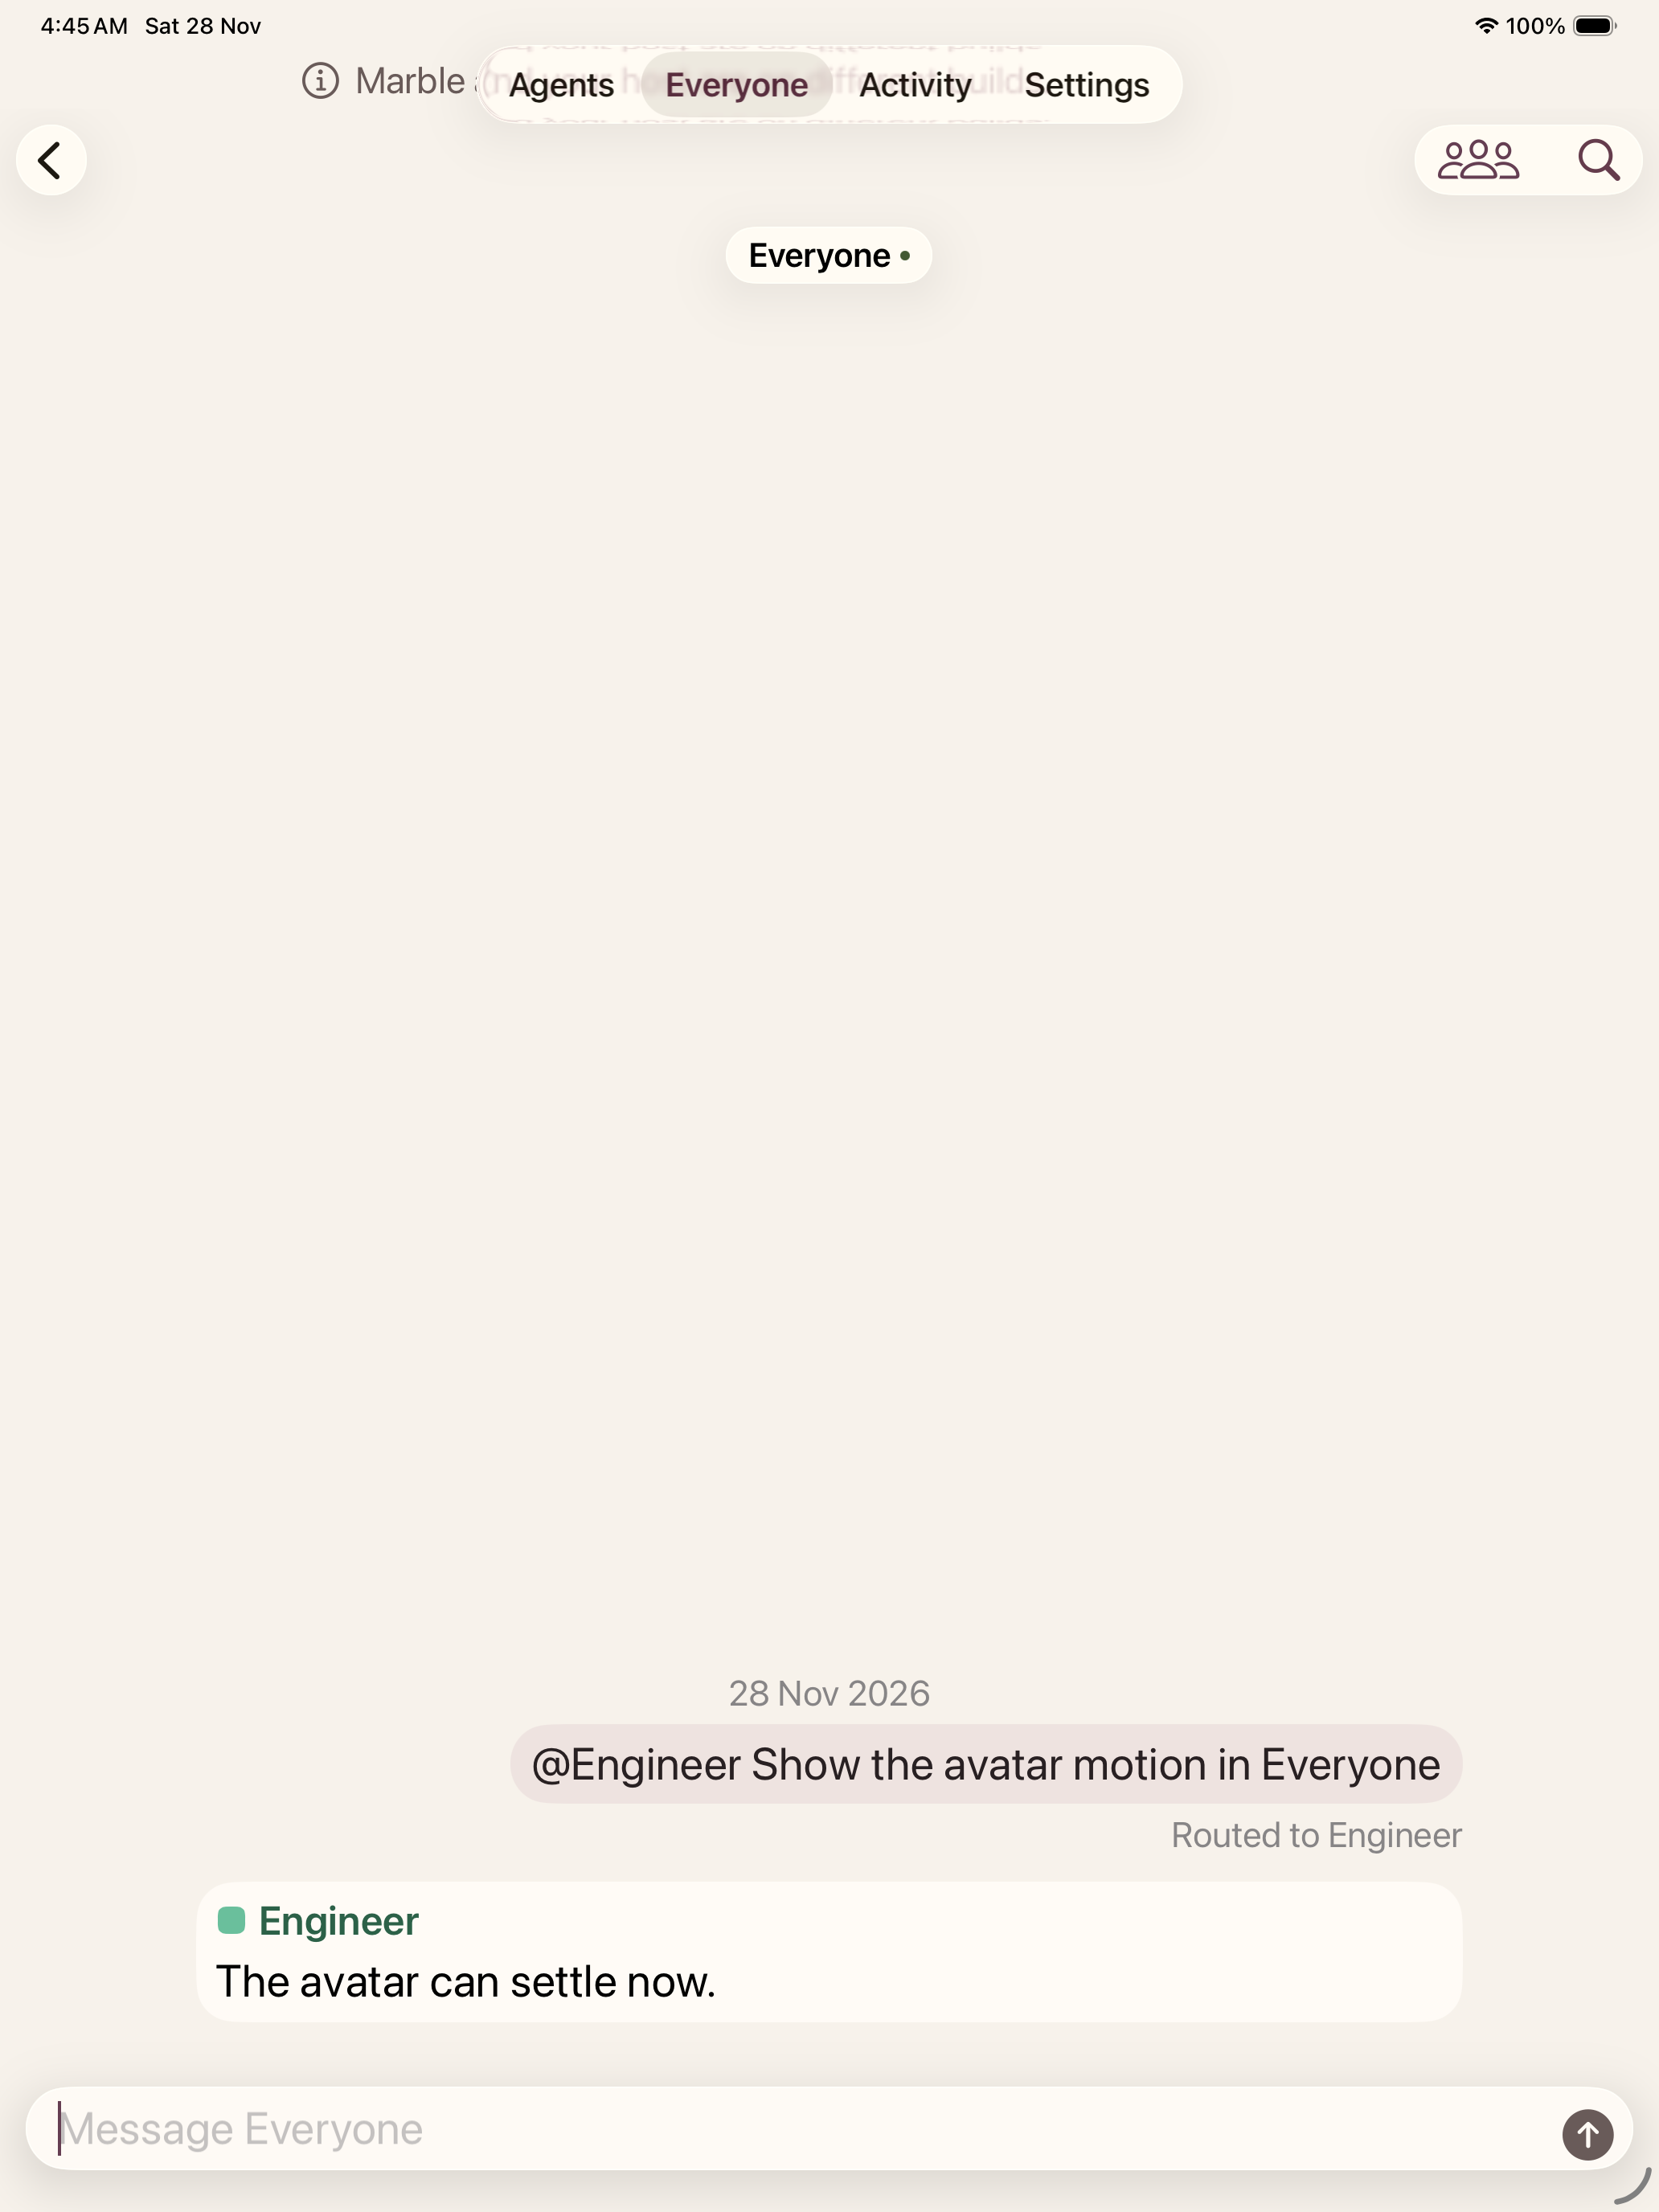 4:45 AM Sat 28 Nov
100%
Marble
Agents Everyone Activity Settings
Everyone
28 Nov 2026
@Engineer Show the avatar motion in Everyone
Routed to Engineer
Engineer
The avatar can settle now.
Message Everyone